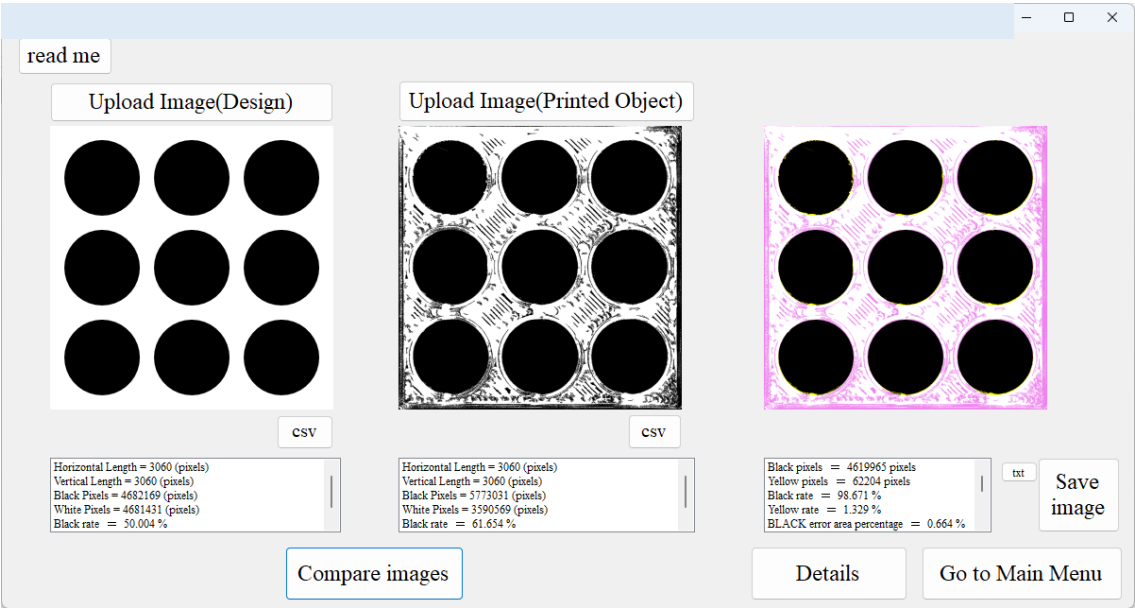 read me
Upload Image(Design)
Upload Image(Printed Object)
csv
csv
Horizontal Length = 3060 (pixels)
Vertical Length = 3060 (pixels)
Black Pixels = 4682169 (pixels)
White Pixels = 4681431 (pixels)
Black rate = 50.004 %
Horizontal Length = 3060 (pixels)
Vertical Length = 3060 (pixels)
Black Pixels = 5773031 (pixels)
White Pixels = 3590569 (pixels)
Black rate = 61.654 %
Black pixels = 4619965 pixels
Yellow pixels = 62204 pixels
Black rate = 98.671 %
Yellow rate = 1.329 %
BLACK error area percentage = 0.664 %
txt
Save
image
Compare images
Details
Go to Main Menu